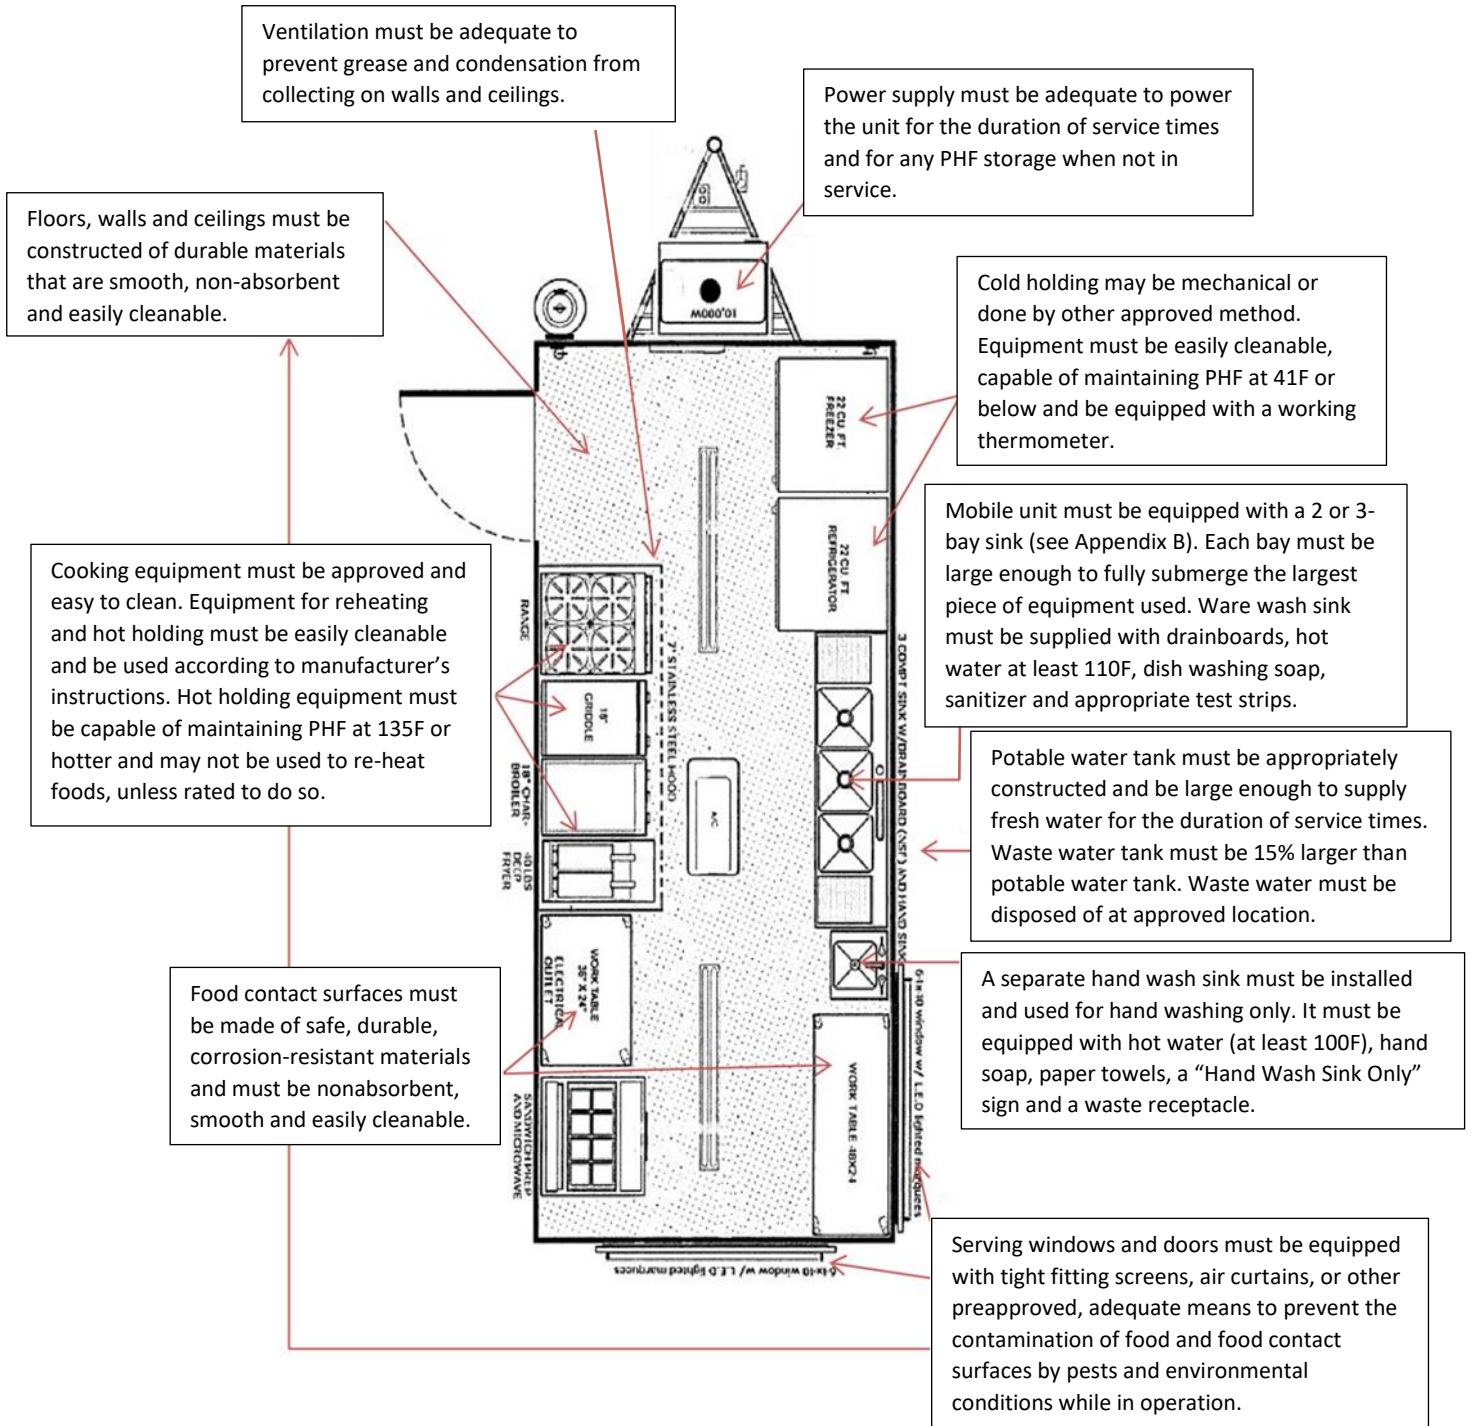 Ventilation must be adequate to
prevent grease and condensation from
collecting on walls and ceilings.
Power supply must be adequate to power
the unit for the duration of service times
and for any PHF storage when not in
service.
Floors, walls and ceilings must be
constructed of durable materials
that are smooth, non-absorbent
and easily cleanable.
Cold holding may be mechanical or
done by other approved method.
Equipment must be easily cleanable,
capable of maintaining PHF at 41F or
below and be equipped with a working
thermometer.
Mobile unit must be equipped with a 2 or 3-
bay sink (see Appendix B). Each bay must be
large enough to fully submerge the largest
piece of equipment used. Ware wash sink
must be supplied with drainboards, hot
water at least 110F, dish washing soap,
sanitizer and appropriate test strips.
Cooking equipment must be approved and
easy to clean. Equipment for reheating
and hot holding must be easily cleanable
and be used according to manufacturer’s
instructions. Hot holding equipment must
be capable of maintaining PHF at 135F or
hotter and may not be used to re-heat
foods, unless rated to do so.
Potable water tank must be appropriately
constructed and be large enough to supply
fresh water for the duration of service times.
Waste water tank must be 15% larger than
potable water tank. Waste water must be
disposed of at approved location.
A separate hand wash sink must be installed
and used for hand washing only. It must be
equipped with hot water (at least 100F), hand
soap, paper towels, a “Hand Wash Sink Only”
sign and a waste receptacle.
Food contact surfaces must
be made of safe, durable,
corrosion-resistant materials
and must be nonabsorbent,
smooth and easily cleanable.
Serving windows and doors must be equipped
with tight fitting screens, air curtains, or other
preapproved, adequate means to prevent the
contamination of food and food contact
surfaces by pests and environmental
conditions while in operation.
10,000W
22 CU FT.
FREEZER
22 CU FT
REFRIGERATOR
RANGE
7' STAINLESS STEEL HOOD
18"
GRIDDLE
18" CHAR-
BROILER
40 LBS
DEEP
FRYER
A/C
3 COMPT SINK W/DRAINBOARD (NSF) AND HAND SINK
WORK TABLE
36" X 24"
ELECTRICAL
OUTLET
SANDWICH PREP
AND MICROWAVE
WORK TABLE 48X24
window w/ L.E.D lighted marquees
window w/ L.E.D lighted marquees